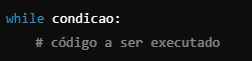 while condicao:
    # código a ser executado